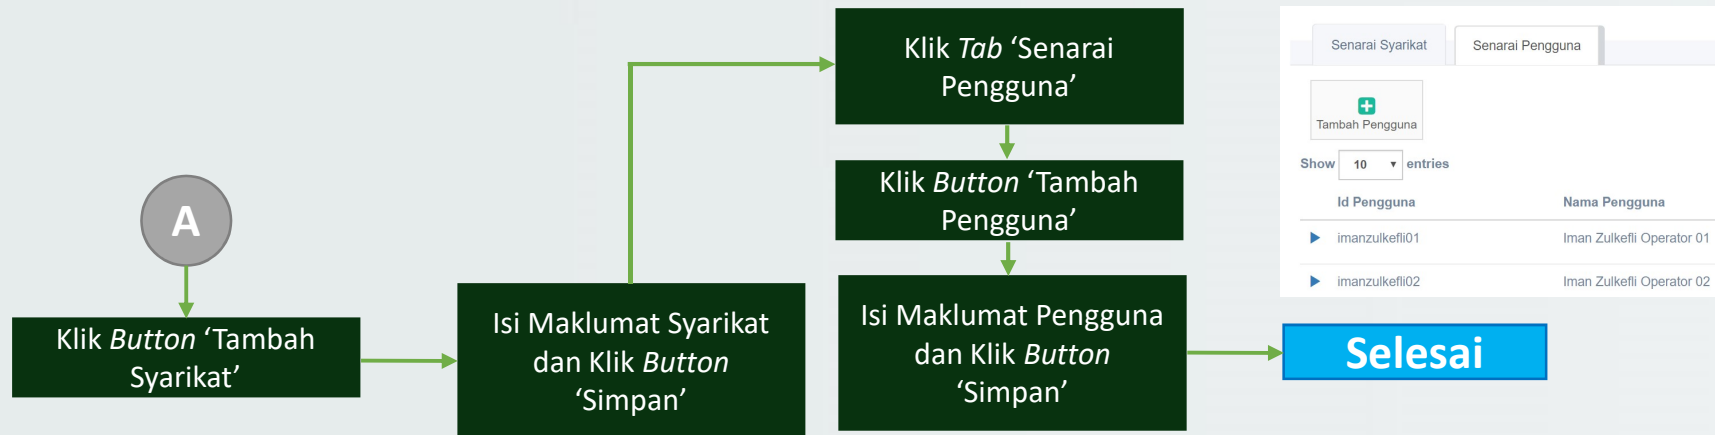 A
Klik Button ‘Tambah
Syarikat’
Isi Maklumat Syarikat
dan Klik Button
‘Simpan’
Klik Tab ‘Senarai
Pengguna’
Klik Button ‘Tambah
Pengguna’
Isi Maklumat Pengguna
dan Klik Button
‘Simpan’
Selesai
Senarai Syarikat Senarai Pengguna
Tambah Pengguna
Show 10 entries
Id Pengguna Nama Pengguna
imanzulkefli01 Iman Zulkefli Operator 01
imanzulkefli02 Iman Zulkefli Operator 02